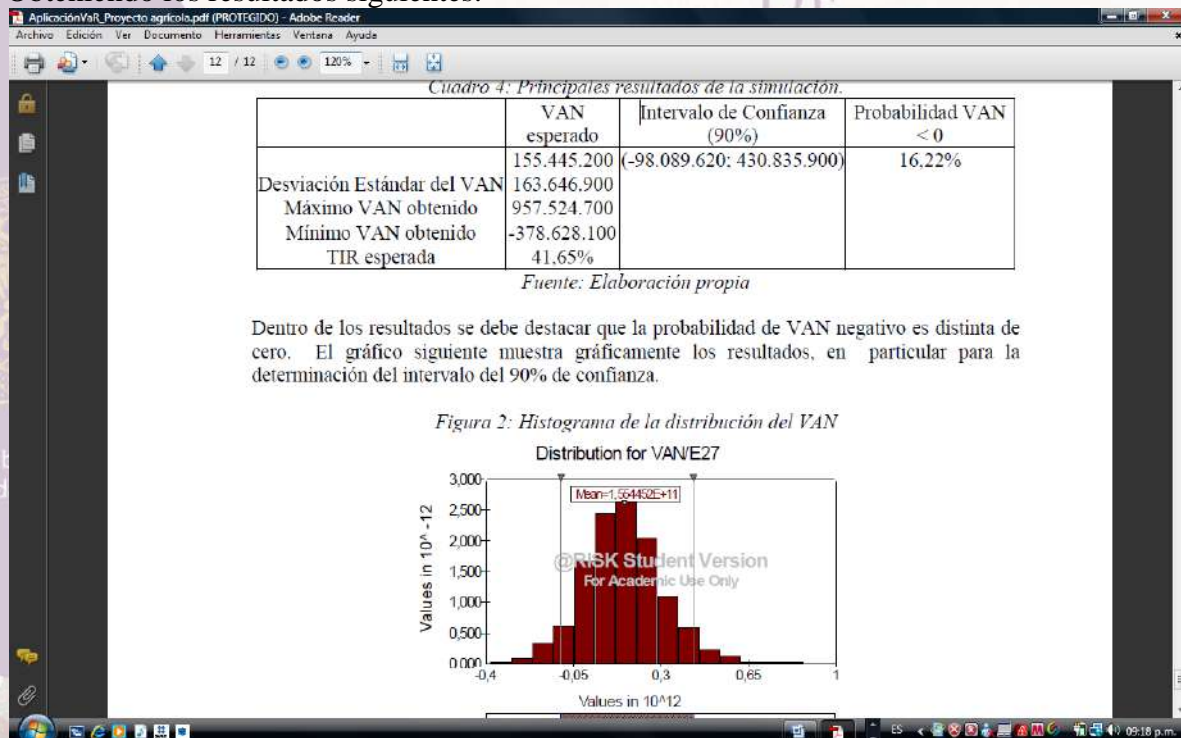 Obteniendo los resultados siguientes:
AplicaciónVaR_Proyecto agrícola.pdf (PROTEGIDO) - Adobe Reader
Archivo Edición Ver Documento Herramientas Ventana Ayuda
12 / 12 120%
Cuadro 4: Principales resultados de la simulación.
VAN esperado Intervalo de Confianza (90%) Probabilidad VAN < 0
155.445.200 (-98.089.620; 430.835.900) 16,22%
Desviación Estándar del VAN 163.646.900
Máximo VAN obtenido 957.524.700
Mínimo VAN obtenido -378.628.100
TIR esperada 41,65%
Fuente: Elaboración propia
Dentro de los resultados se debe destacar que la probabilidad de VAN negativo es distinta de
cero. El gráfico siguiente muestra gráficamente los resultados, en particular para la
determinación del intervalo del 90% de confianza.
Figura 2: Histograma de la distribución del VAN
Distribution for VAN/E27
Mean=1,554452E+11
@RISK Student Version
For Academic Use Only
Values in 10^ -12
3,000
2,500
2,000
1,500
1,000
0,500
0,000
-0,4 -0,05 0,3 0,65 1
Values in 10^12
ES 09:18 p.m.